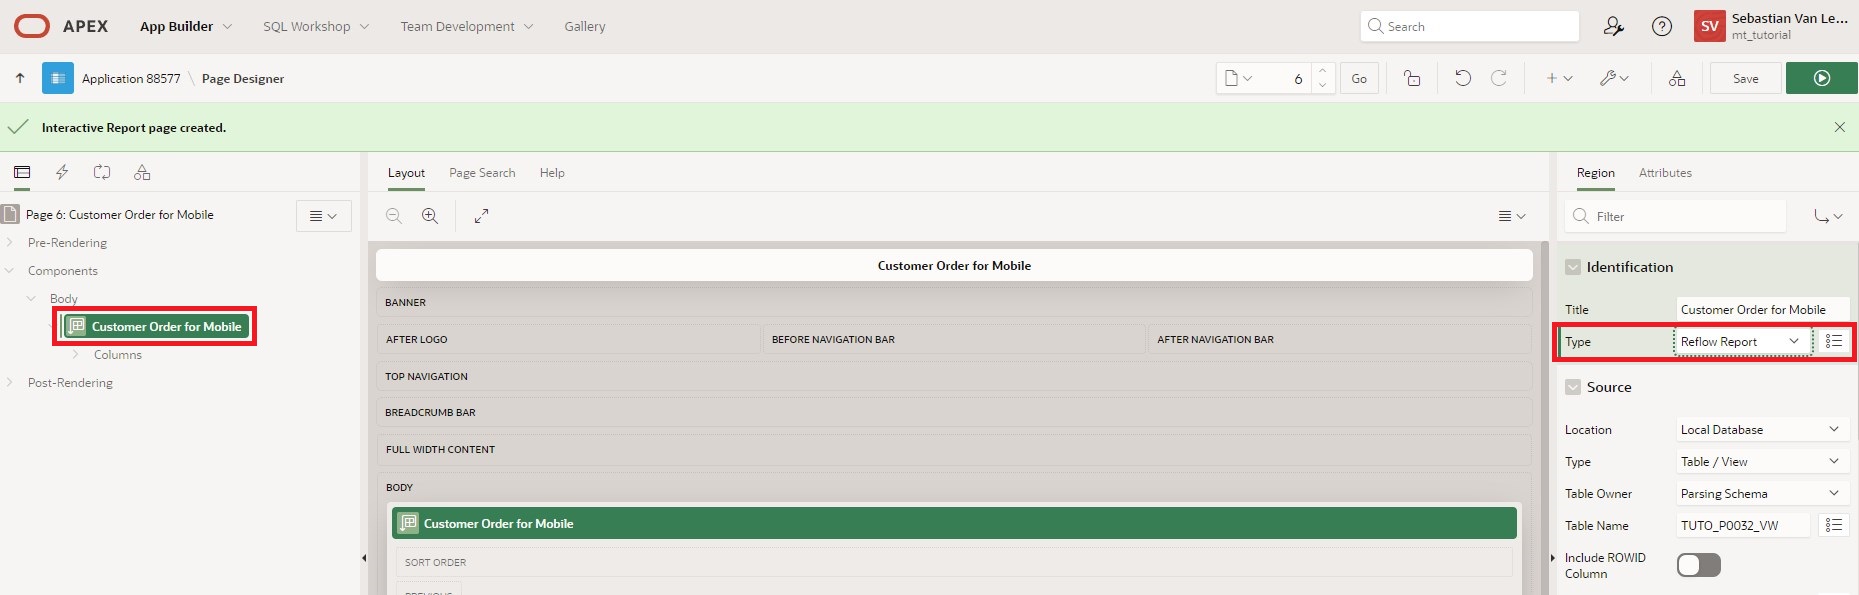 APEX App Builder SQL Workshop Team Development Gallery Search SV Sebastian Van Le...
mt_tutorial
Application 88577 \ Page Designer 6 Go Save
Interactive Report page created.
Layout Page Search Help Region Attributes
Page 6: Customer Order for Mobile
Filter
Pre-Rendering
Components
Body
Customer Order for Mobile
Columns
Post-Rendering
Customer Order for Mobile
BANNER
AFTER LOGO BEFORE NAVIGATION BAR AFTER NAVIGATION BAR
TOP NAVIGATION
BREADCRUMB BAR
FULL WIDTH CONTENT
BODY
Customer Order for Mobile
SORT ORDER
PREVIOUS
Identification
Title Customer Order for Mobile
Type Reflow Report
Source
Location Local Database
Type Table / View
Table Owner Parsing Schema
Table Name TUTO_P0032_VW
Include ROWID
Column